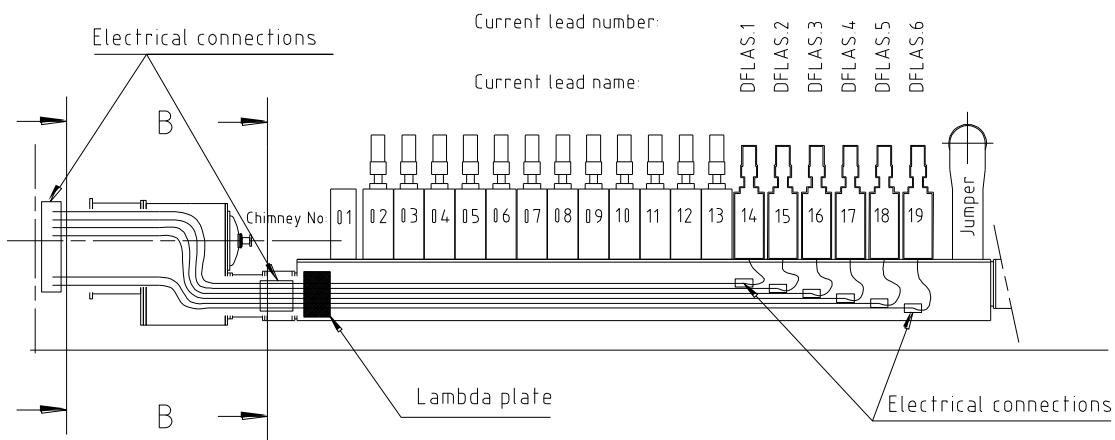 Current lead number:
Electrical connections
Current lead name:
DFLAS.1
DFLAS.2
DFLAS.3
DFLAS.4
DFLAS.5
DFLAS.6
B
B
Chimney No:
01
02
03
04
05
06
07
08
09
10
11
12
13
14
15
16
17
18
19
Jumper
Lambda plate
Electrical connections